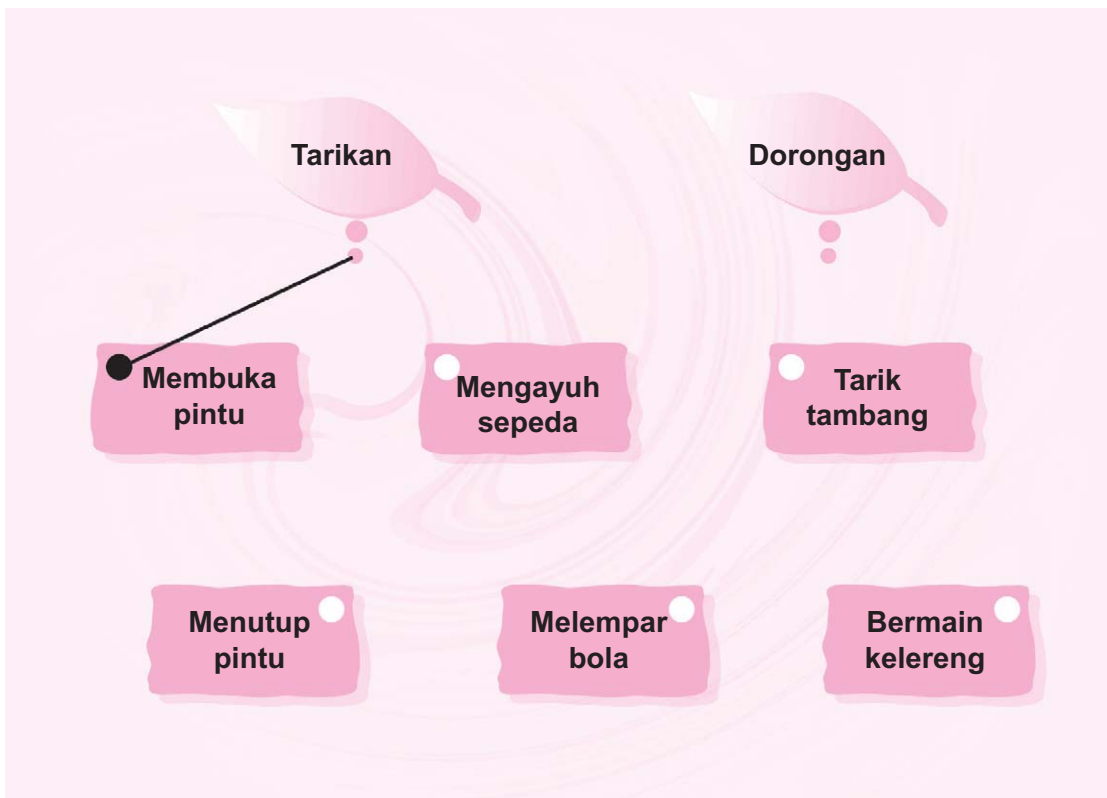 Tarikan
Dorongan
Membuka
pintu
Mengayuh
sepeda
Tarik
tambang
Menutup
pintu
Melempar
bola
Bermain
kelereng